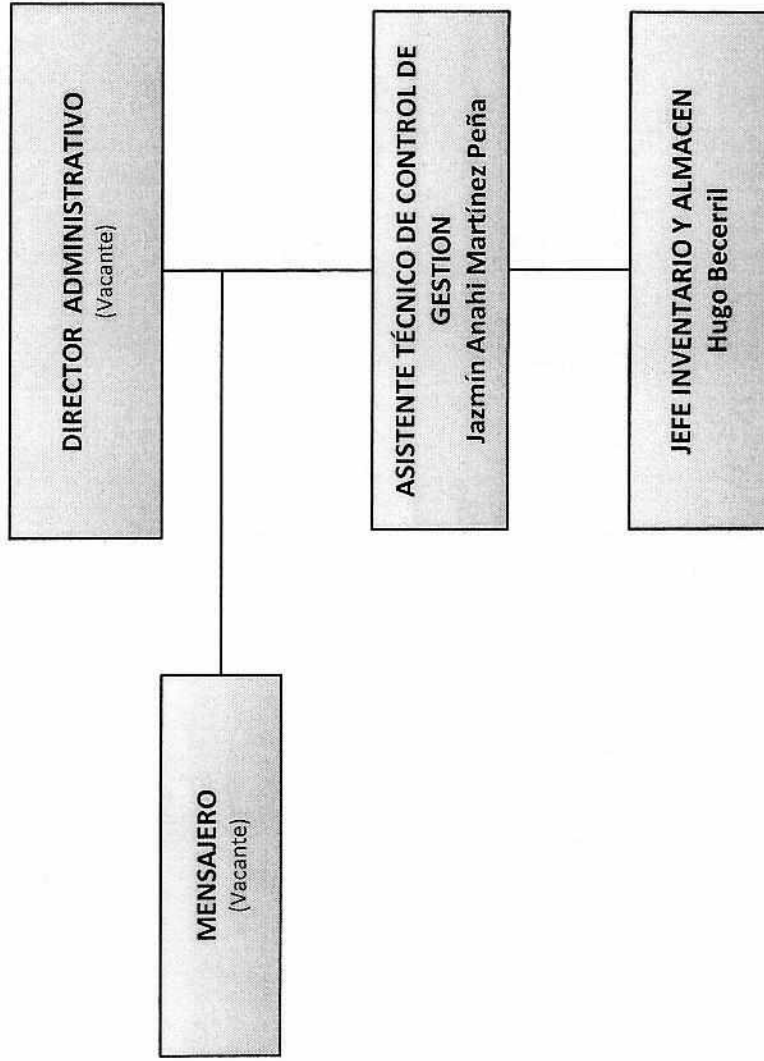 DIRECTOR ADMINISTRATIVO
(Vacante)
MENSAJERO
(Vacante)
ASISTENTE TÉCNICO DE CONTROL DE
GESTION
Jazmín Anahi Martínez Peña
JEFE INVENTARIO Y ALMACEN
Hugo Becerril